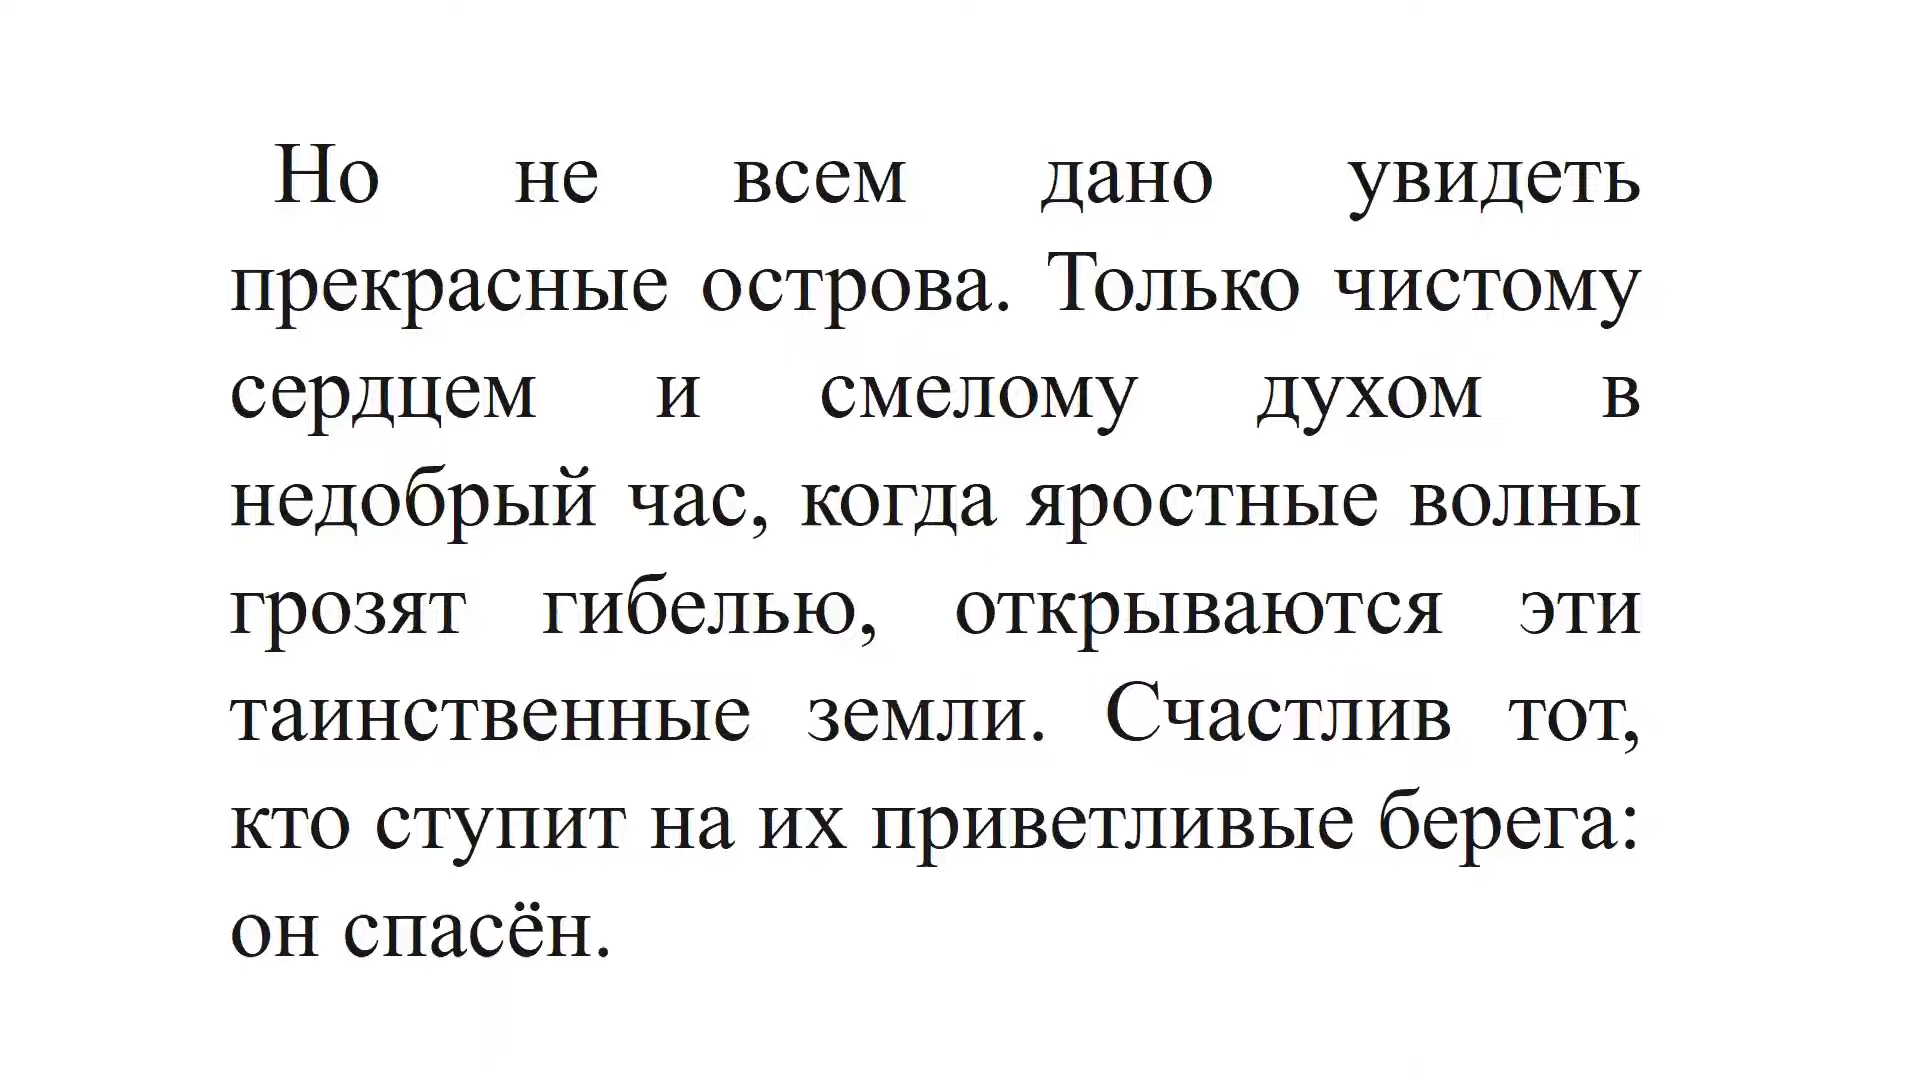 Но не всем дано увидеть
прекрасные острова. Только чистому
сердцем и смелому духом в
недобрый час, когда яростные волны
грозят гибелью, открываются эти
таинственные земли. Счастлив тот,
кто ступит на их приветливые берега:
он спасён.